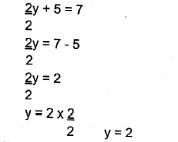 2y + 5 = 7
2
2y = 7 - 5
2
2y = 2
2
y = 2 x 2
2 y = 2